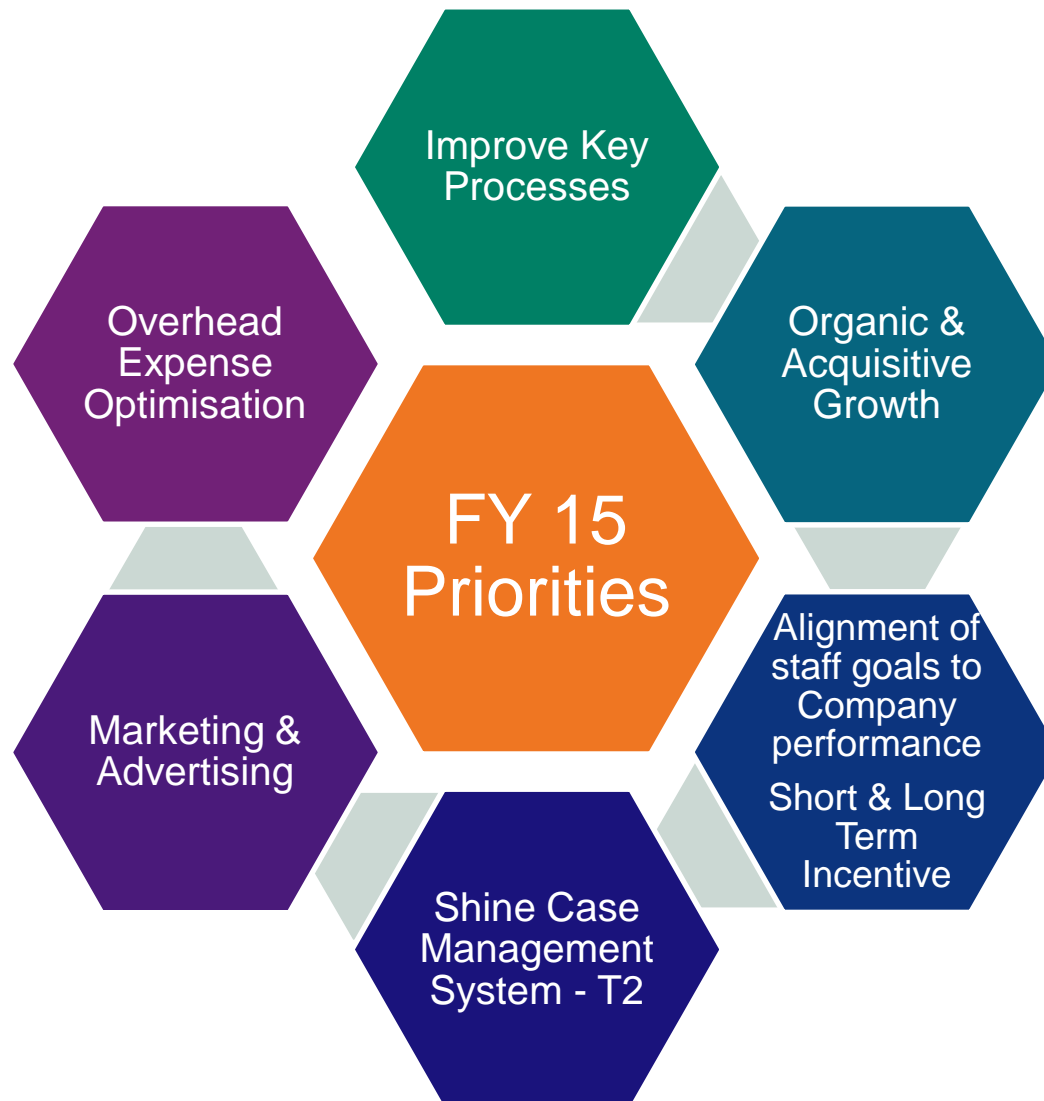 Improve Key
Processes
Organic &
Acquisitive
Growth
Alignment of
staff goals to
Company
performance
Short & Long
Term
Incentive
Shine Case
Management
System - T2
Marketing &
Advertising
Overhead
Expense
Optimisation
FY 15
Priorities